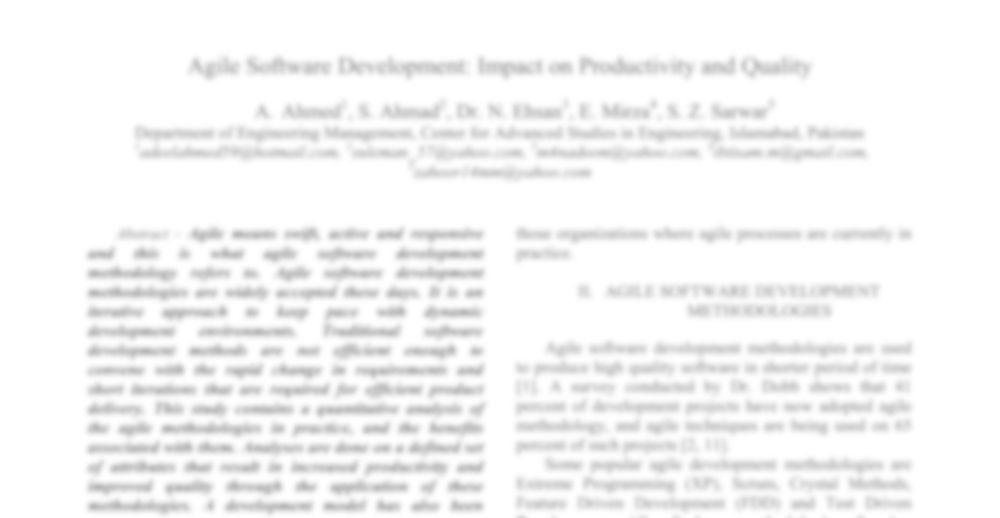 Agile Software Development: Impact on Productivity and Quality
A. Ahmed1, S. Ahmad2, Dr. N. Ehsan3, E. Mirza4, S. Z. Sarwar5
Department of Engineering Management, Center for Advanced Studies in Engineering, Islamabad, Pakistan
Abstract - Agile means swift, active and responsive
and this is what agile software development
methodology refers to. Agile software development
methodologies are widely accepted these days. It is an
iterative approach to keep pace with dynamic
development environments. Traditional software
development methods are not efficient enough to
convene with the rapid change in requirements and
short iterations that are required for efficient product
delivery. This study contains a quantitative analysis of
the agile methodologies in practice, and the benefits
associated with them. Analyses are done on a defined set
of attributes that result in increased productivity and
improved quality through the application of these
methodologies. A development model has also been
those organizations where agile processes are currently in
practice.
II. AGILE SOFTWARE DEVELOPMENT
METHODOLOGIES
Agile software development methodologies are used
to produce high quality software in shorter period of time
[1]. A survey conducted by Dr. Dobb shows that 41
percent of development projects have now adopted agile
methodology, and agile techniques are being used on 65
percent of such projects [2, 11].
Some popular agile development methodologies are
Extreme Programming (XP), Scrum, Crystal Methods,
Feature Driven Development (FDD) and Test Driven